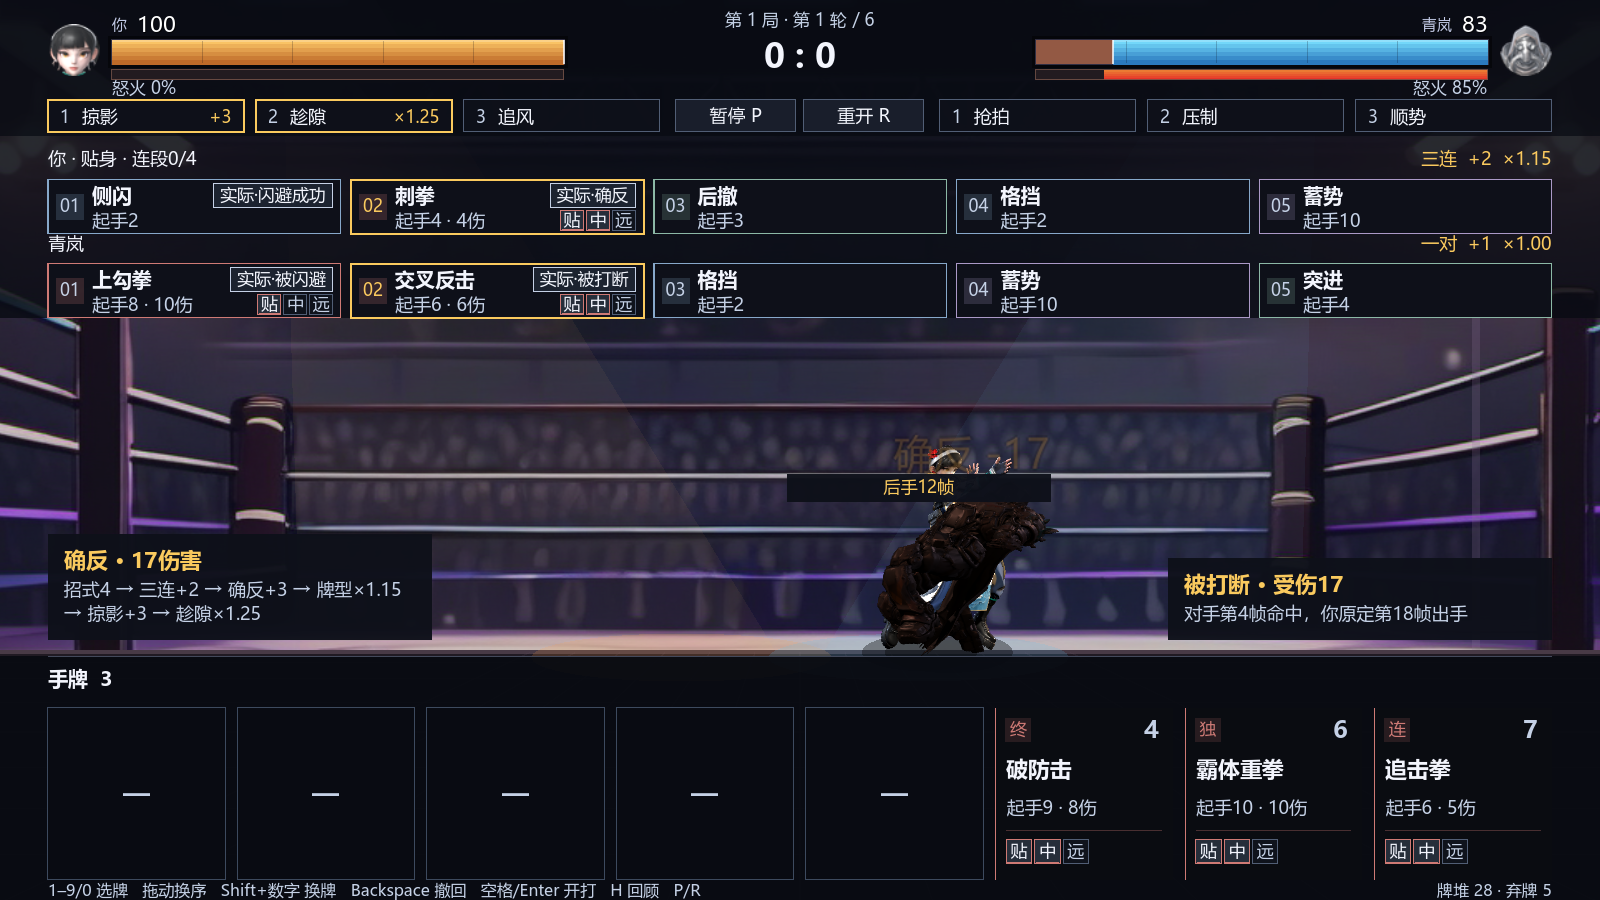 你 100
第 1 局 · 第 1 轮 / 6
青岚 83
0 : 0
怒火 0%
怒火 85%
1 掠影 +3
2 趁隙 ×1.25
3 追风
暂停 P
重开 R
1 抢拍
2 压制
3 顺势
你 · 贴身 · 连段0/4
三连 +2 ×1.15
01 侧闪 实际·闪避成功
起手2
02 刺拳 实际·确反
起手4 · 4伤 贴 中 远
03 后撤
起手3
04 格挡
起手2
05 蓄势
起手10
青岚
一对 +1 ×1.00
01 上勾拳 实际·被闪避
起手8 · 10伤 贴 中 远
02 交叉反击 实际·被打断
起手6 · 6伤 贴 中 远
03 格挡
起手2
04 蓄势
起手10
05 突进
起手4
确反 -17
后手12帧
确反 • 17伤害
招式4 → 三连+2 → 确反+3 → 牌型×1.15
→ 掠影+3 → 趁隙×1.25
被打断 • 受伤17
对手第4帧命中，你原定第18帧出手
手牌 3
—
—
—
—
—
终 4
破防击
起手9 · 8伤
贴 中 远
独 6
霸体重拳
起手10 · 10伤
贴 中 远
连 7
追击拳
起手6 · 5伤
贴 中 远
1–9/0 选牌 拖动换序 Shift+数字 换牌 Backspace 撤回 空格/Enter 开打 H 回顾 P/R
牌堆 28 · 弃牌 5